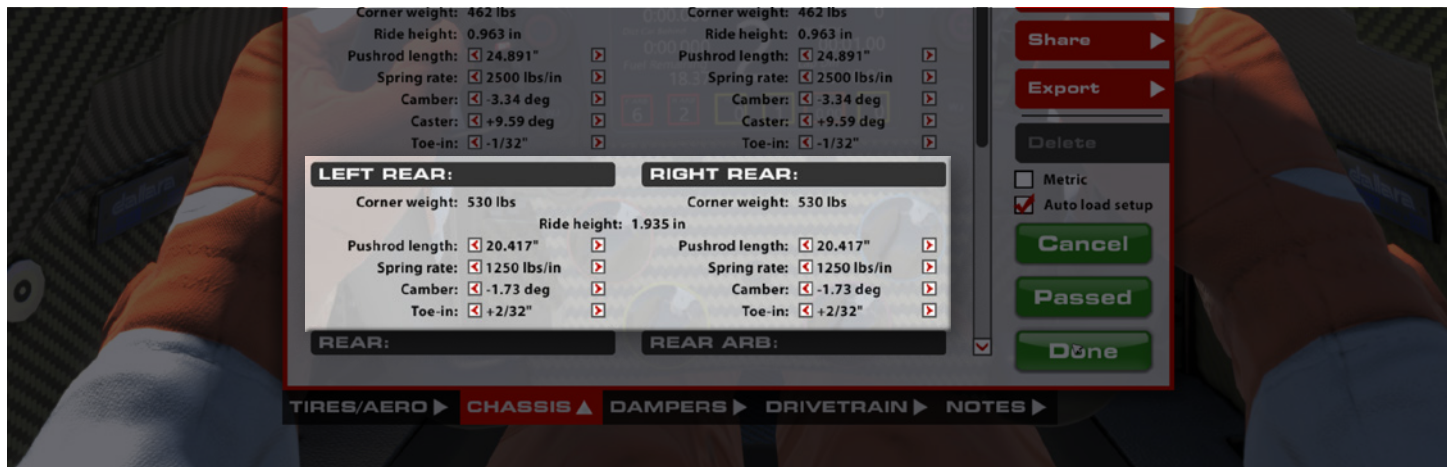 Corner weight: 462 lbs Corner weight: 462 lbs
Ride height: 0.963 in Ride height: 0.963 in
Pushrod length: 24.891" Pushrod length: 24.891"
Spring rate: 2500 lbs/in Spring rate: 2500 lbs/in
Camber: -3.34 deg Camber: -3.34 deg
Caster: +9.59 deg Caster: +9.59 deg
Toe-in: -1/32" Toe-in: -1/32"
LEFT REAR: RIGHT REAR:
Corner weight: 530 lbs Corner weight: 530 lbs
Ride height: 1.935 in
Pushrod length: 20.417" Pushrod length: 20.417"
Spring rate: 1250 lbs/in Spring rate: 1250 lbs/in
Camber: -1.73 deg Camber: -1.73 deg
Toe-in: +2/32" Toe-in: +2/32"
REAR: REAR ARB:
Share
Export
Delete
Metric
Auto load setup
Cancel
Passed
Done
TIRES/AERO CHASSIS DAMPERS DRIVETRAIN NOTES
dallara
dallara